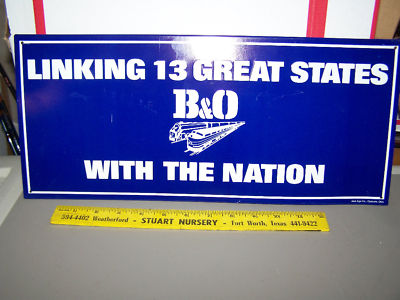 LINKING 13 GREAT STATES
B&O
WITH THE NATION
594-4402 Weatherford - STUART NURSERY - Fort Worth, Texas 441-9422